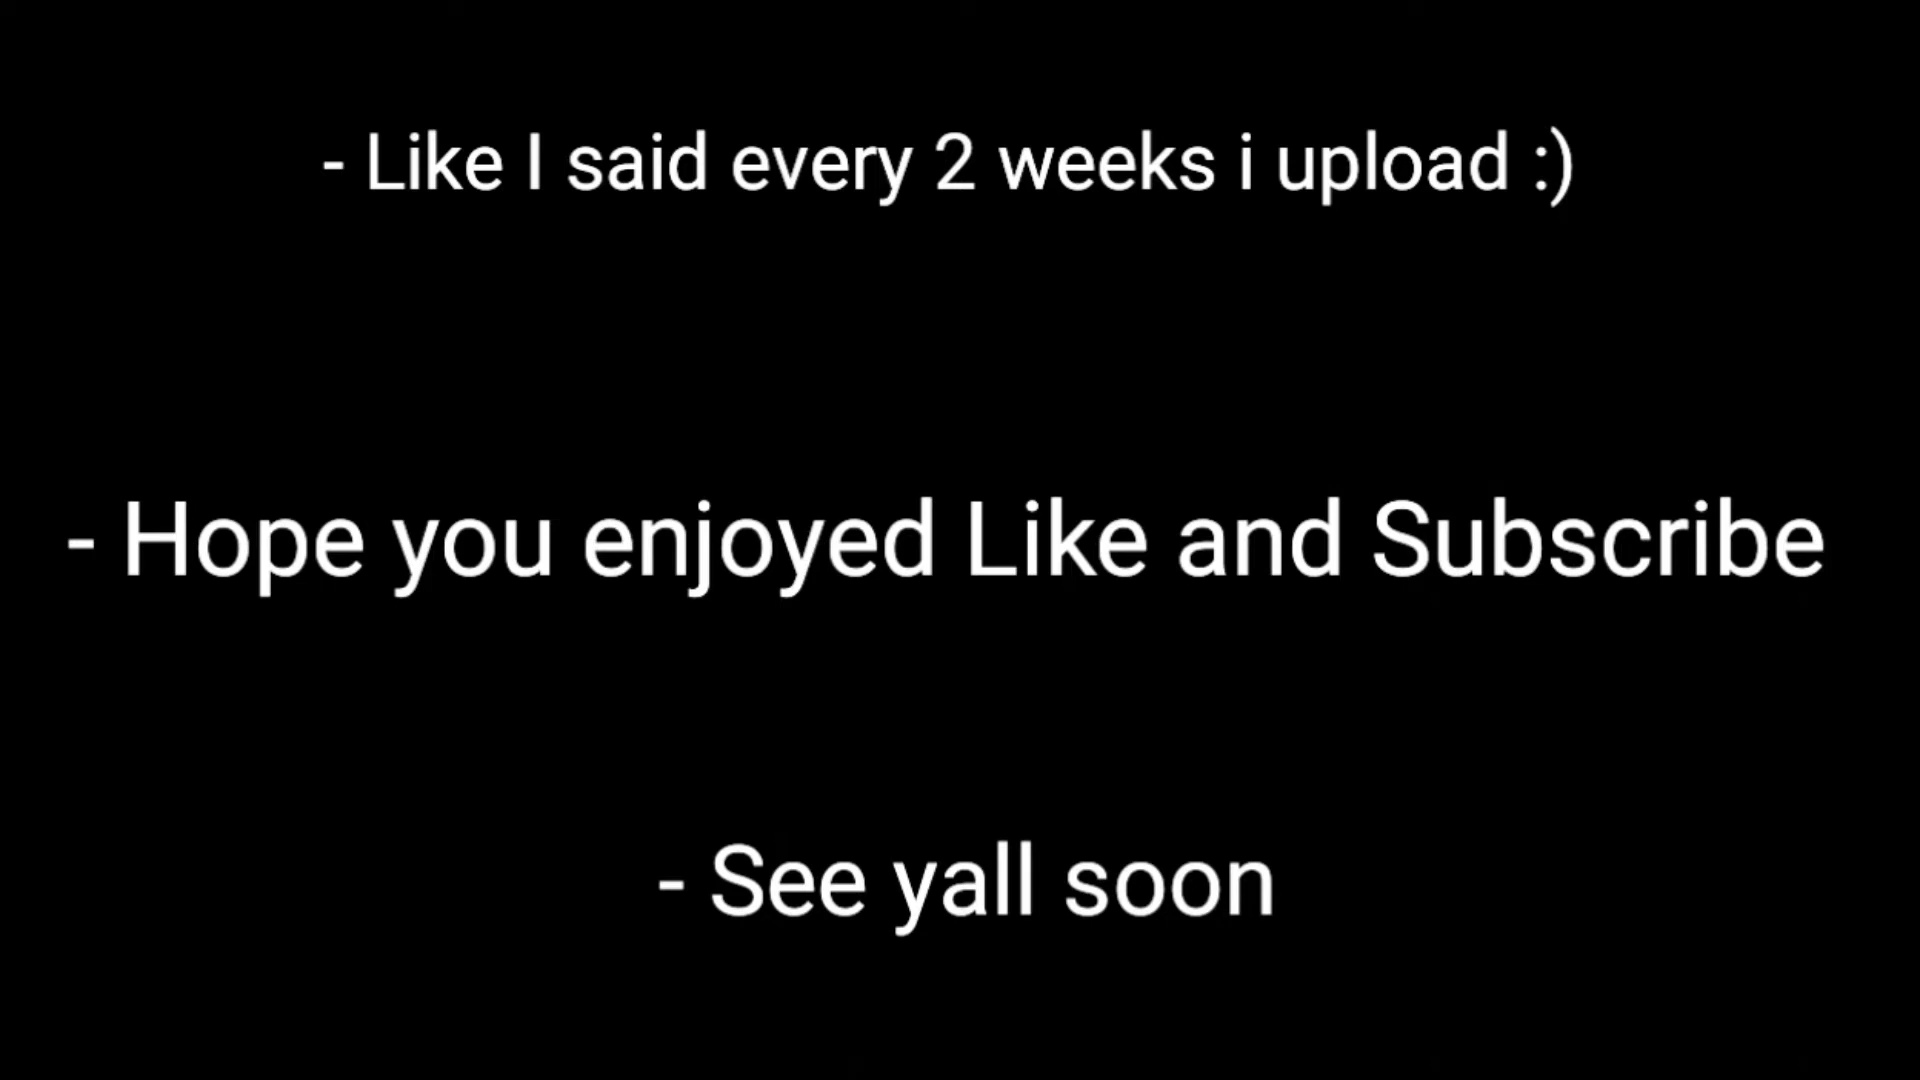 - Like I said every 2 weeks i upload :)
- Hope you enjoyed Like and Subscribe
- See yall soon